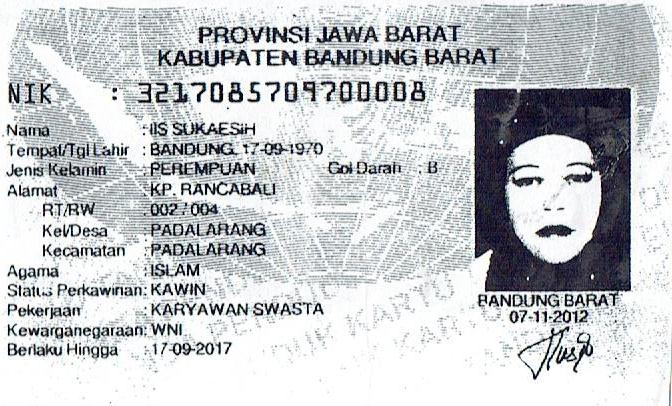 PROVINSI JAWA BARAT
KABUPATEN BANDUNG BARAT
NIK : 3217085709700008
Nama : IIS SUKAESIH
Tempat/Tgl Lahir : BANDUNG, 17-09-1970
Jenis Kelamin : PEREMPUAN Gol Darah : B
Alamat : KP. RANCABALI
RT/RW : 002 / 004
Kel/Desa : PADALARANG
Kecamatan : PADALARANG
Agama : ISLAM
Status Perkawinan: KAWIN
Pekerjaan : KARYAWAN SWASTA
Kewarganegaraan: WNI
Berlaku Hingga : 17-09-2017
BANDUNG BARAT
07-11-2012